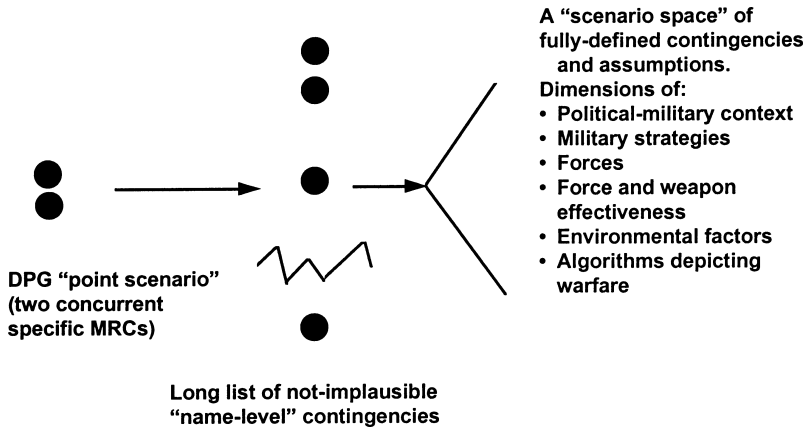 DPG “point scenario”
(two concurrent
specific MRCs)
Long list of not-implausible
“name-level” contingencies
A “scenario space” of
fully-defined contingencies
and assumptions.
Dimensions of:
• Political-military context
• Military strategies
• Forces
• Force and weapon
effectiveness
• Environmental factors
• Algorithms depicting
warfare